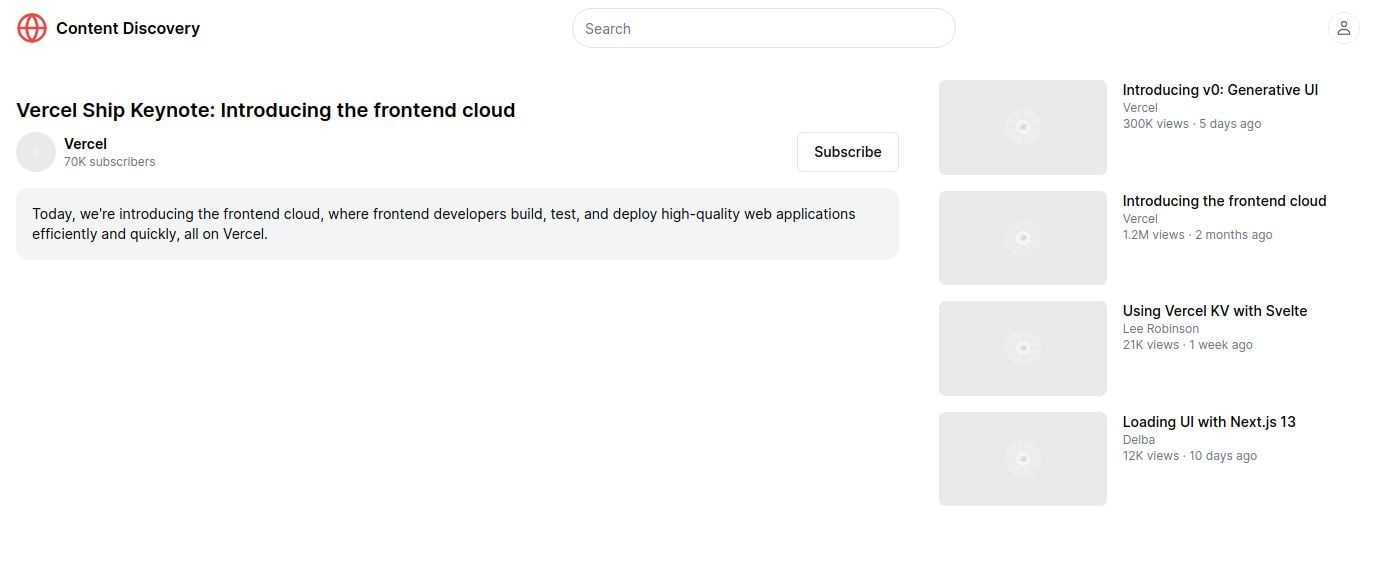 Content Discovery
Search
Vercel Ship Keynote: Introducing the frontend cloud
Vercel
70K subscribers
Subscribe
Today, we're introducing the frontend cloud, where frontend developers build, test, and deploy high-quality web applications
efficiently and quickly, all on Vercel.
Introducing v0: Generative UI
Vercel
300K views · 5 days ago
Introducing the frontend cloud
Vercel
1.2M views · 2 months ago
Using Vercel KV with Svelte
Lee Robinson
21K views · 1 week ago
Loading UI with Next.js 13
Delba
12K views · 10 days ago